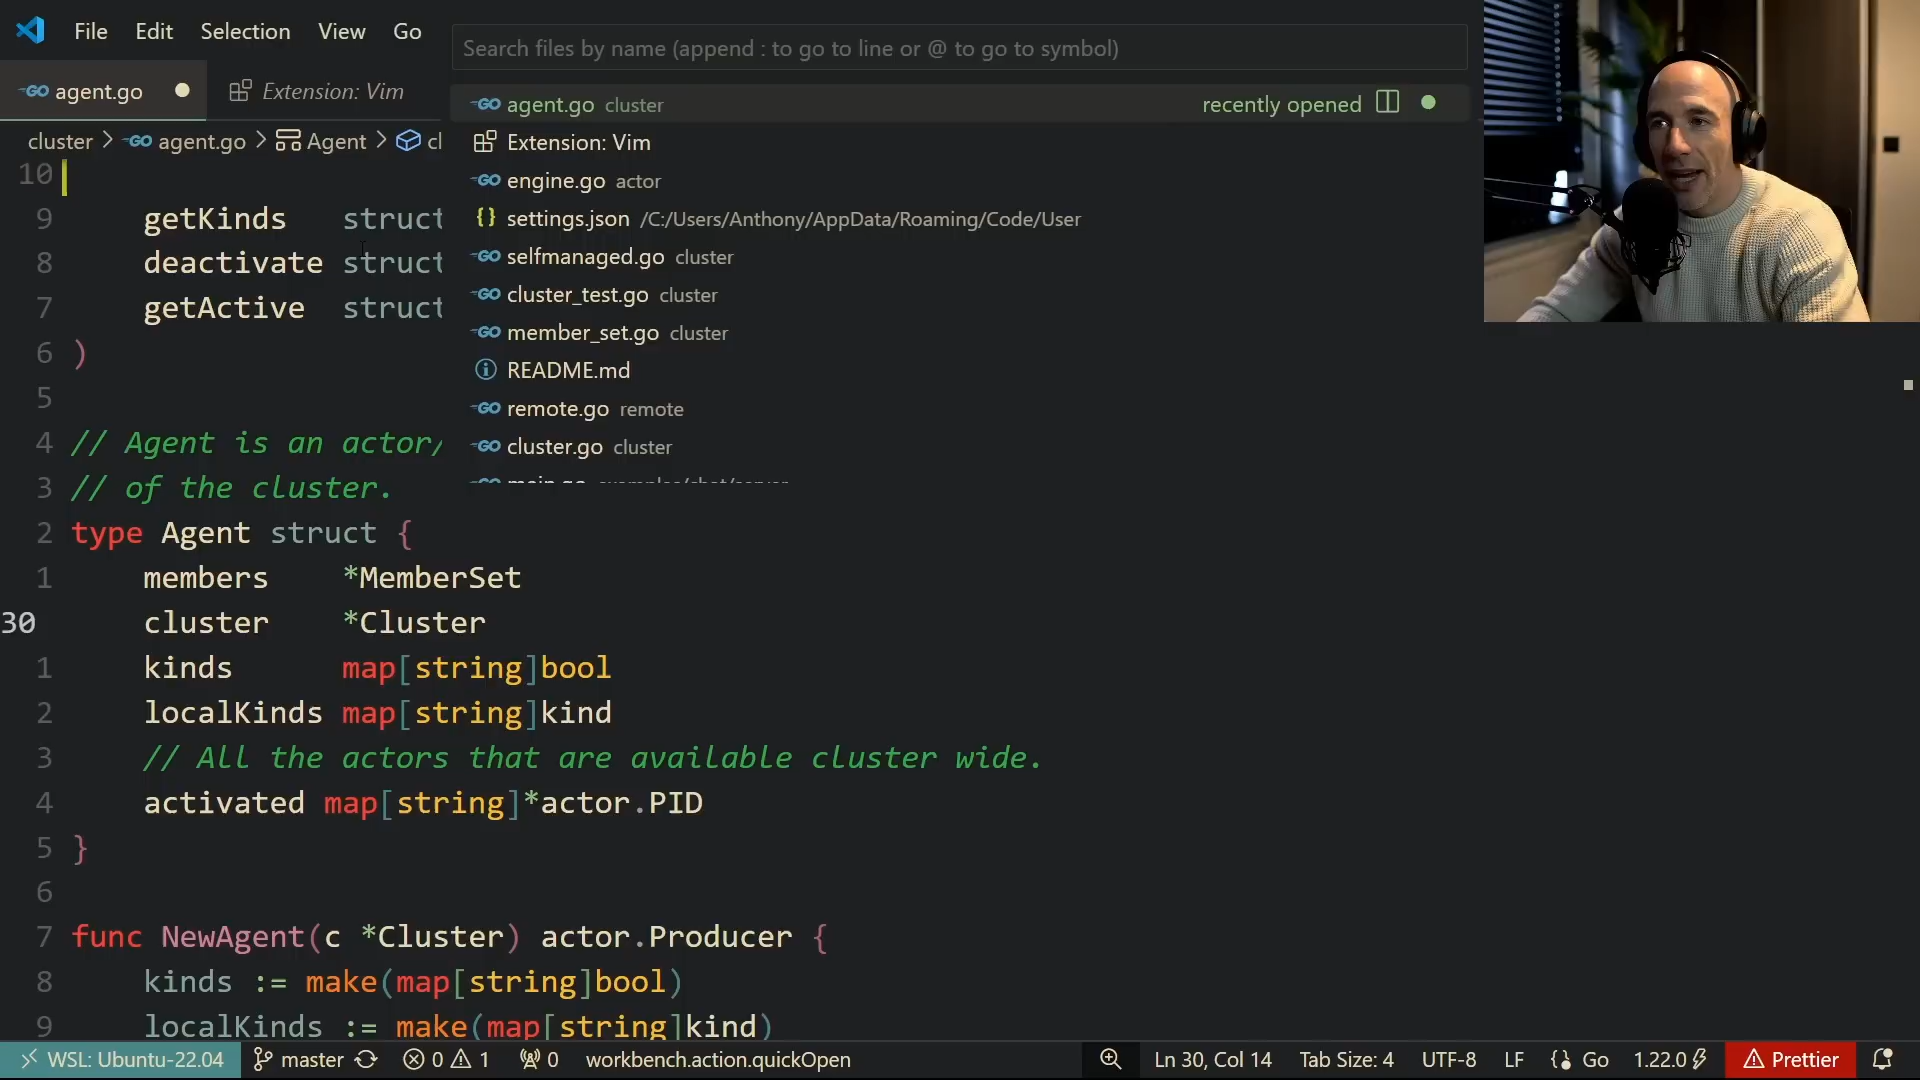 File Edit Selection View Go
Search files by name (append : to go to line or @ to go to symbol)
agent.go
Extension: Vim
agent.go cluster recently opened
Extension: Vim
engine.go actor
settings.json /C:/Users/Anthony/AppData/Roaming/Code/User
selfmanaged.go cluster
cluster_test.go cluster
member_set.go cluster
README.md
remote.go remote
cluster.go cluster
cluster > agent.go > Agent > cl
10
9 getKinds struct
8 deactivate struct
7 getActive struct
6 )
5
4 // Agent is an actor/
3 // of the cluster.
2 type Agent struct {
1 members *MemberSet
30 cluster *Cluster
1 kinds map[string]bool
2 localKinds map[string]kind
3 // All the actors that are available cluster wide.
4 activated map[string]*actor.PID
5 }
6
7 func NewAgent(c *Cluster) actor.Producer {
8 kinds := make(map[string]bool)
9 localKinds := make(map[string]kind)
WSL: Ubuntu-22.04 master 0 1 0 workbench.action.quickOpen Ln 30, Col 14 Tab Size: 4 UTF-8 LF Go 1.22.0 Prettier